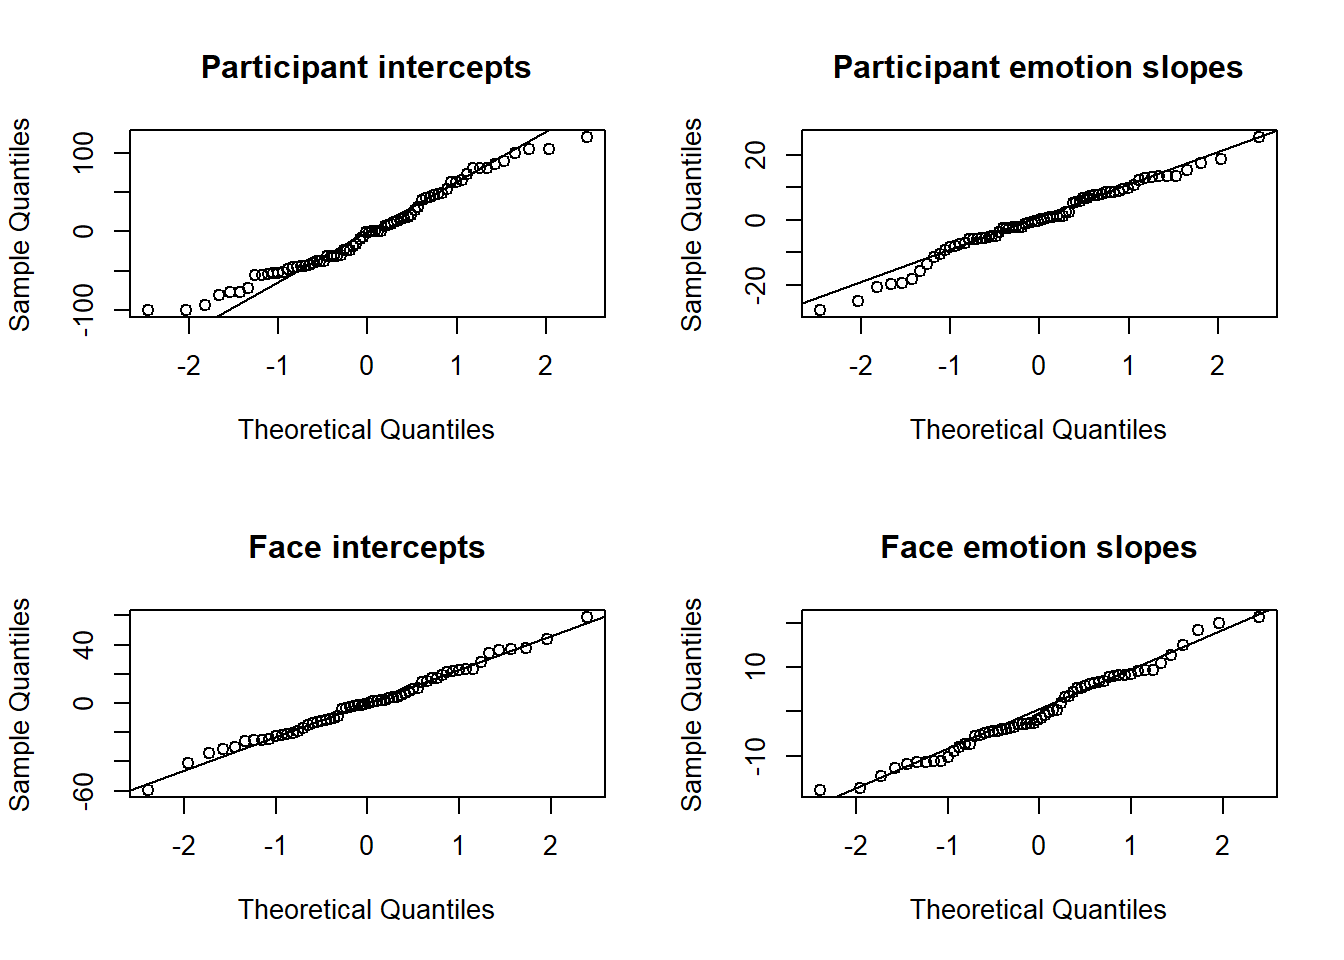 Participant intercepts
Sample Quantiles
100
0
-100
-2 -1 0 1 2
Theoretical Quantiles
Participant emotion slopes
Sample Quantiles
20
0
-20
-2 -1 0 1 2
Theoretical Quantiles
Face intercepts
Sample Quantiles
40
0
-60
-2 -1 0 1 2
Theoretical Quantiles
Face emotion slopes
Sample Quantiles
10
-10
-2 -1 0 1 2
Theoretical Quantiles